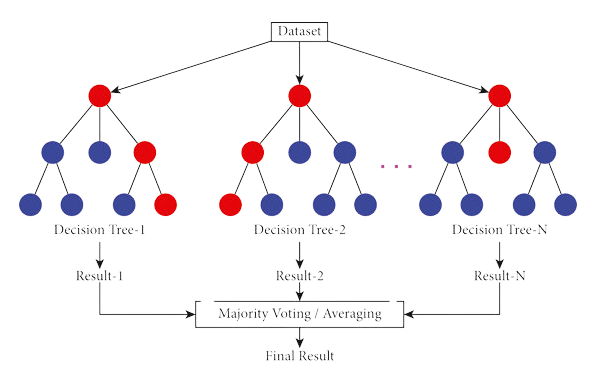 Dataset
Decision Tree-1
Decision Tree-2
Decision Tree-N
Result-1
Result-2
Result-N
Majority Voting / Averaging
Final Result